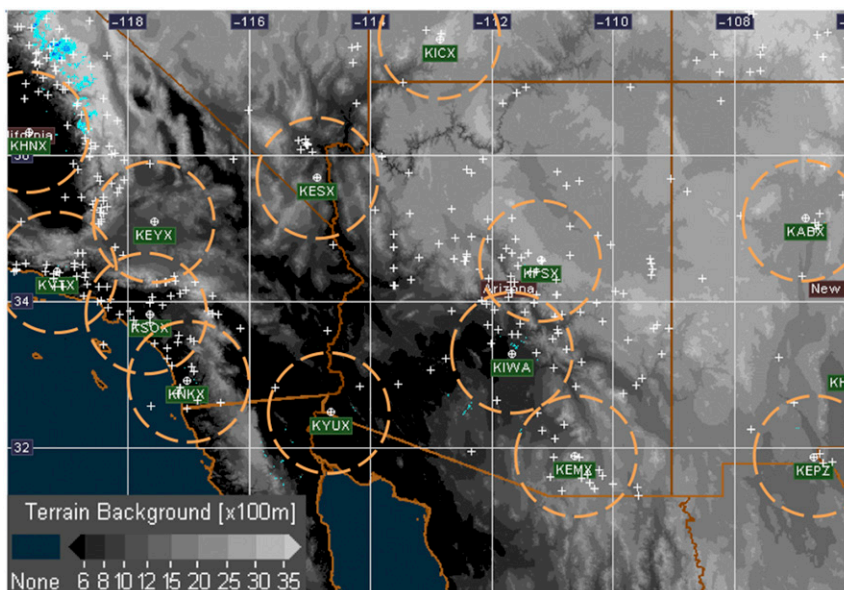 -118 -116 -114 -112 -110 -108
KICX
KHNX
36
KESX
KEYX
KABX
KVTX
KFSX
Arizona
New
34
KSOX
KIWA
KNKX
KYUX
32
KEMX
KEPZ
Terrain Background [x100m]
None 6 8 10 12 15 20 25 30 35